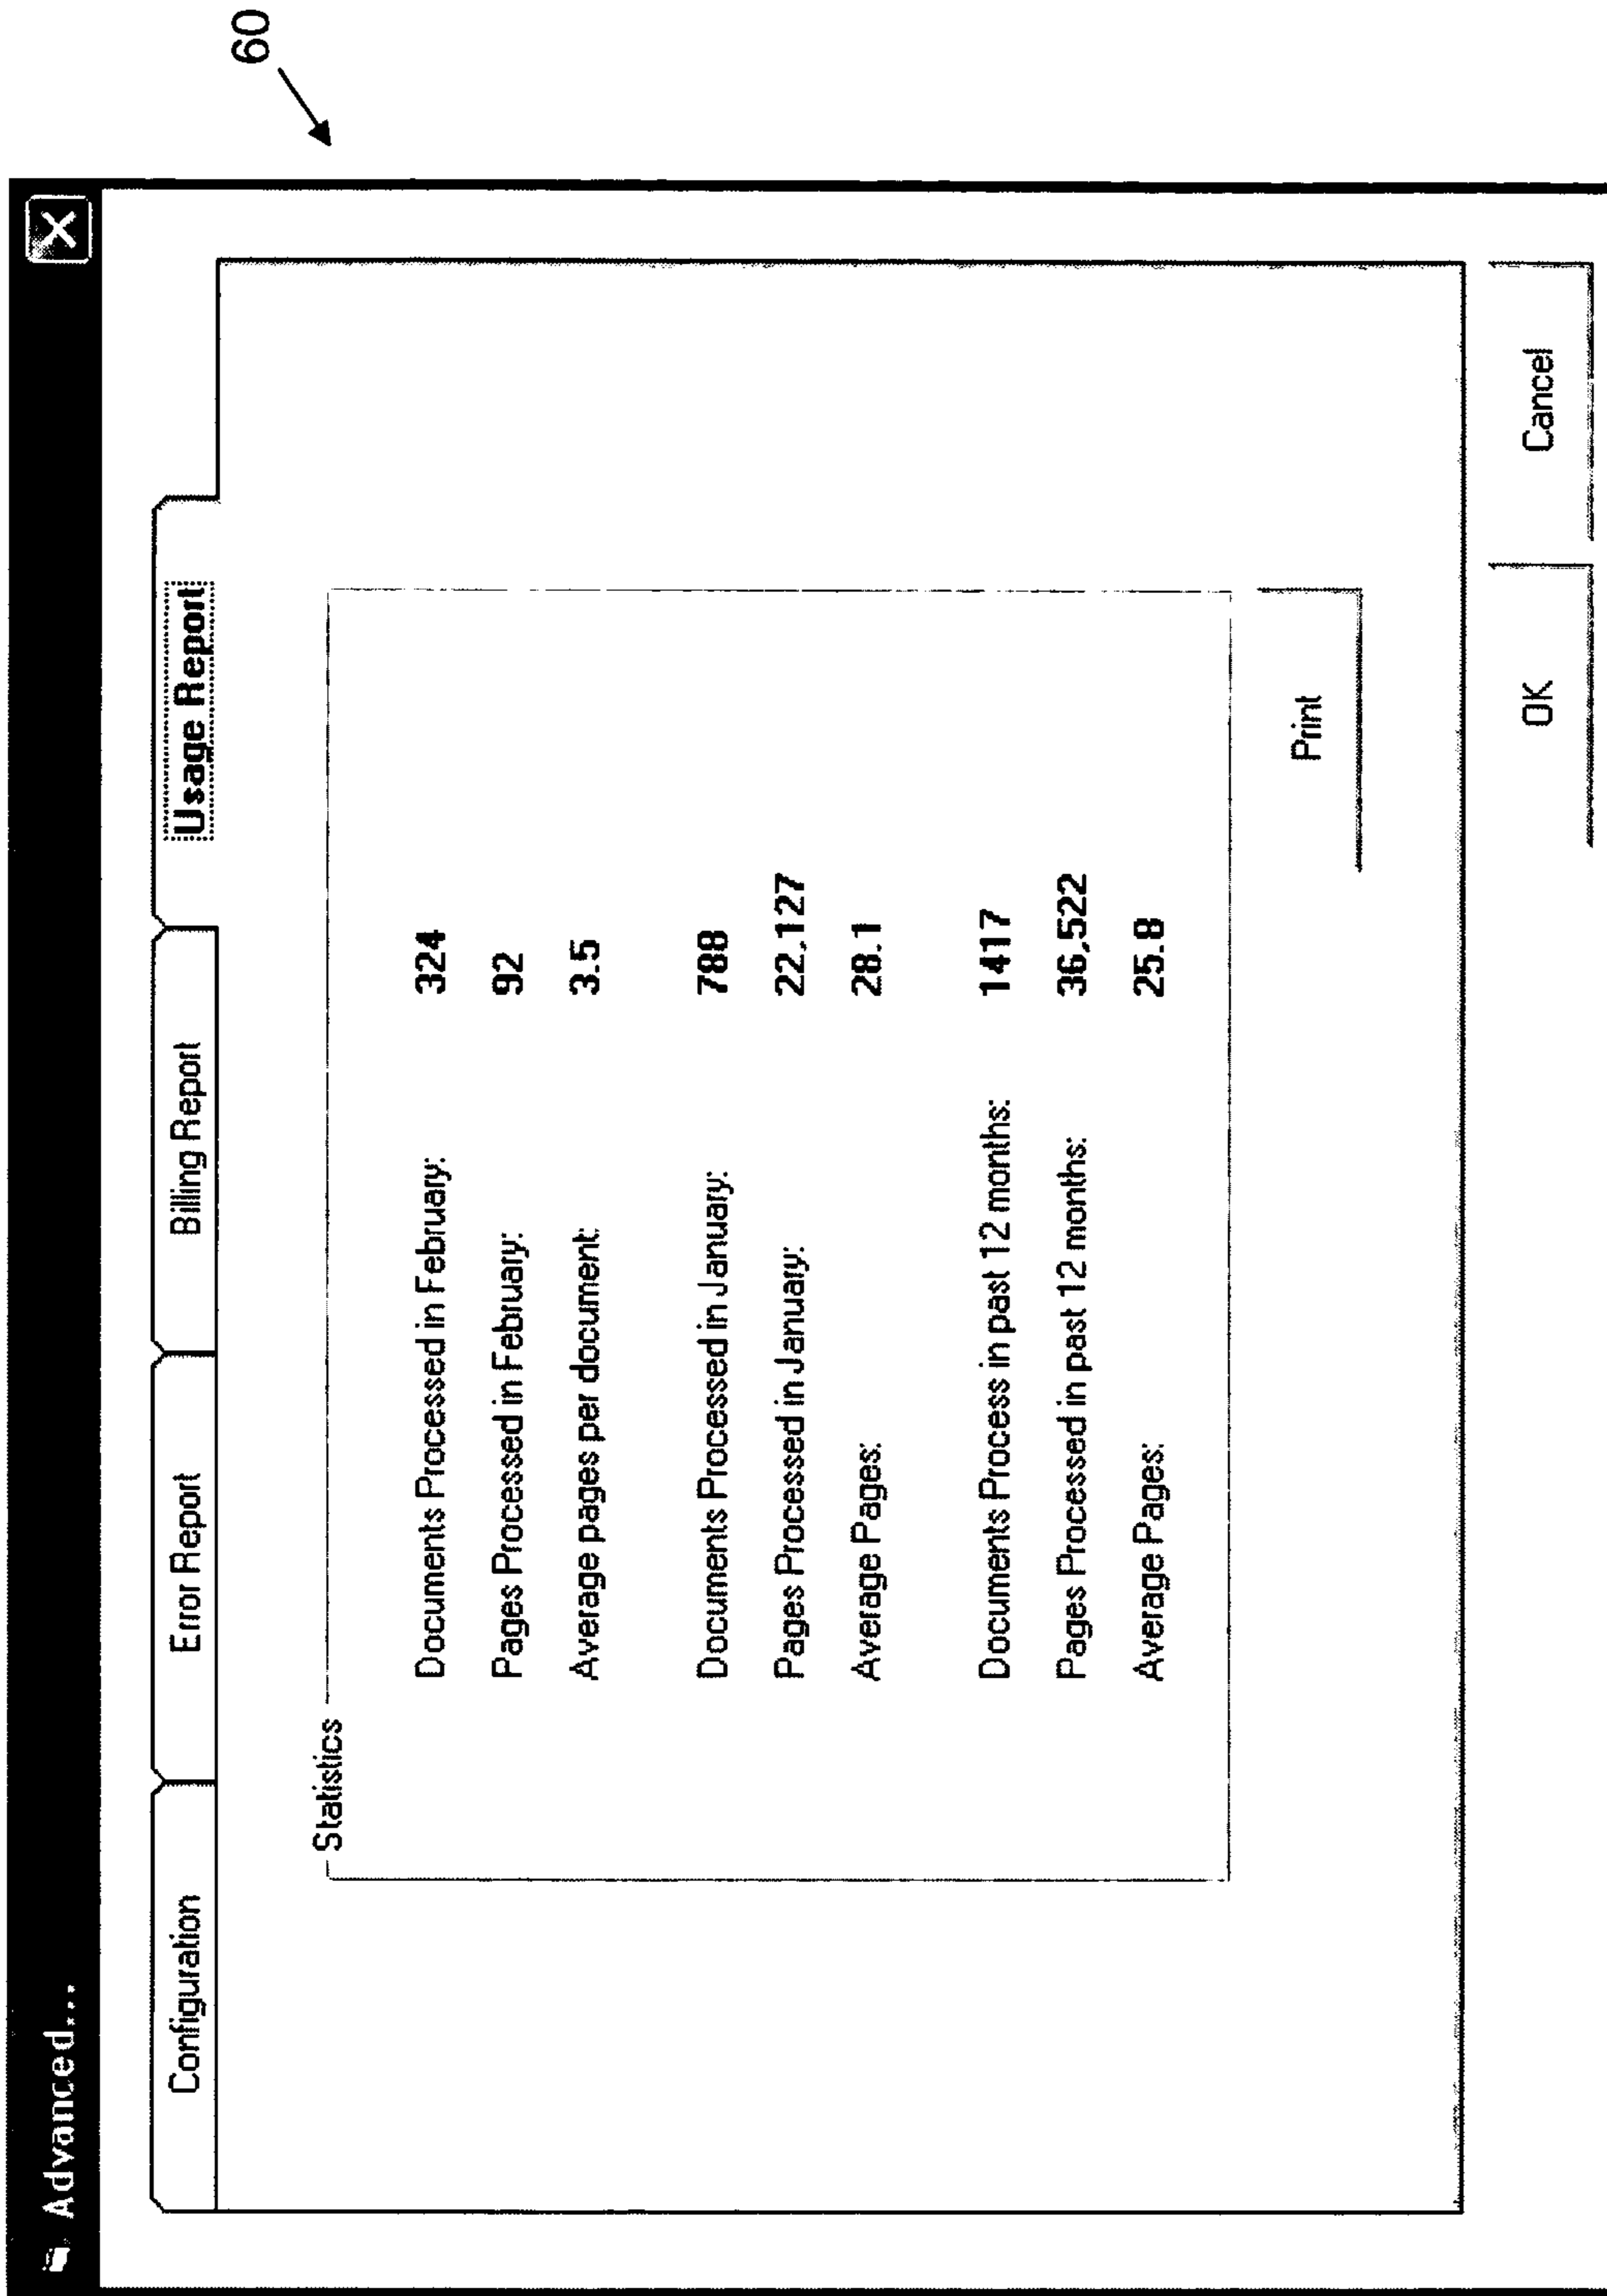 60
Advanced...
Configuration Error Report Billing Report Usage Report
Statistics
Documents Processed in February: 324
Pages Processed in February: 92
Average pages per document: 3.5
Documents Processed in January: 788
Pages Processed in January: 22,127
Average Pages: 28.1
Documents Process in past 12 months: 1417
Pages Processed in past 12 months: 36,522
Average Pages: 25.8
Print
OK Cancel